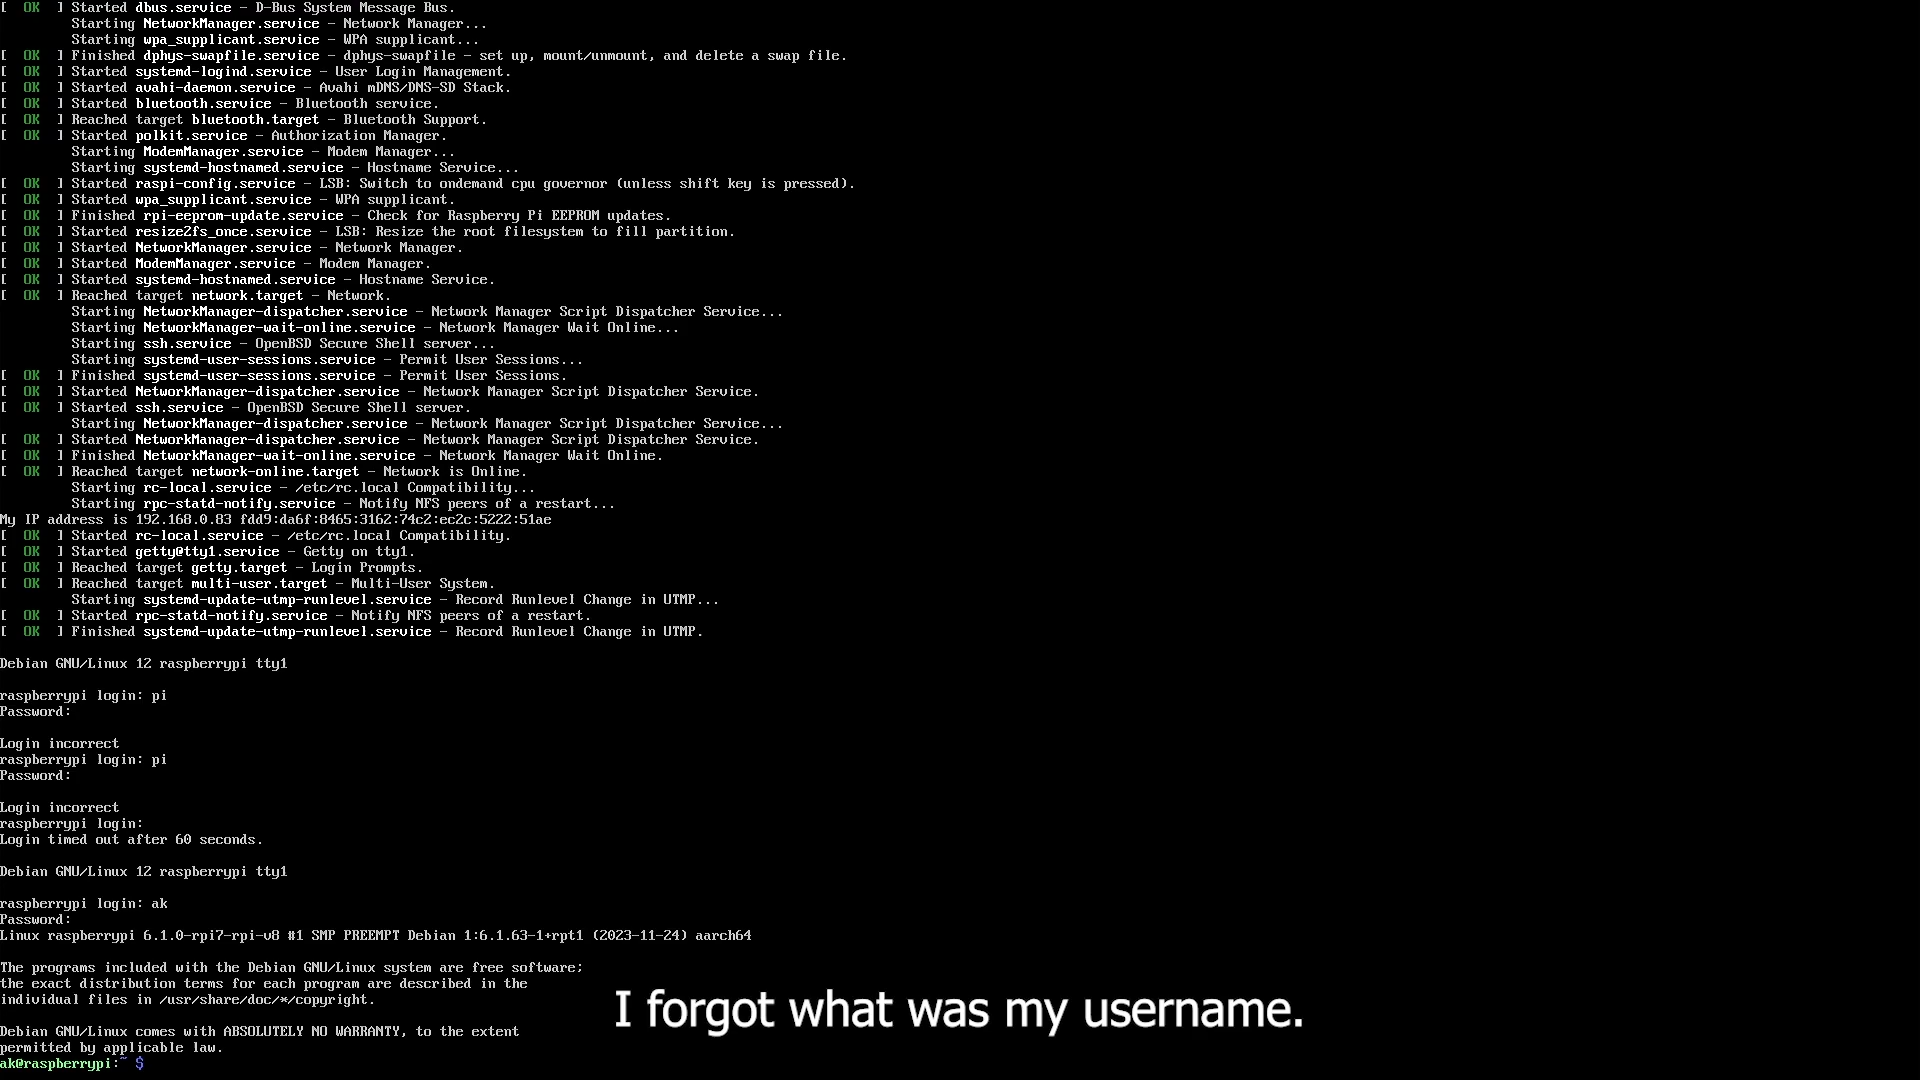 [  OK  ] Started dbus.service - D-Bus System Message Bus.
         Starting NetworkManager.service - Network Manager...
         Starting wpa_supplicant.service - WPA supplicant...
[  OK  ] Finished dphys-swapfile.service - dphys-swapfile - set up, mount/unmount, and delete a swap file.
[  OK  ] Started systemd-logind.service - User Login Management.
[  OK  ] Started avahi-daemon.service - Avahi mDNS/DNS-SD Stack.
[  OK  ] Started bluetooth.service - Bluetooth service.
[  OK  ] Reached target bluetooth.target - Bluetooth Support.
[  OK  ] Started polkit.service - Authorization Manager.
         Starting ModemManager.service - Modem Manager...
         Starting systemd-hostnamed.service - Hostname Service...
[  OK  ] Started raspi-config.service - LSB: Switch to ondemand cpu governor (unless shift key is pressed).
[  OK  ] Started wpa_supplicant.service - WPA supplicant.
[  OK  ] Finished rpi-eeprom-update.service - Check for Raspberry Pi EEPROM updates.
[  OK  ] Started resize2fs_once.service - LSB: Resize the root filesystem to fill partition.
[  OK  ] Started NetworkManager.service - Network Manager.
[  OK  ] Started ModemManager.service - Modem Manager.
[  OK  ] Started systemd-hostnamed.service - Hostname Service.
[  OK  ] Reached target network.target - Network.
         Starting NetworkManager-dispatcher.service - Network Manager Script Dispatcher Service...
         Starting NetworkManager-wait-online.service - Network Manager Wait Online...
         Starting ssh.service - OpenBSD Secure Shell server...
         Starting systemd-user-sessions.service - Permit User Sessions...
[  OK  ] Finished systemd-user-sessions.service - Permit User Sessions.
[  OK  ] Started NetworkManager-dispatcher.service - Network Manager Script Dispatcher Service.
[  OK  ] Started ssh.service - OpenBSD Secure Shell server.
         Starting NetworkManager-dispatcher.service - Network Manager Script Dispatcher Service...
[  OK  ] Started NetworkManager-dispatcher.service - Network Manager Script Dispatcher Service.
[  OK  ] Finished NetworkManager-wait-online.service - Network Manager Wait Online.
[  OK  ] Reached target network-online.target - Network is Online.
         Starting rc-local.service - /etc/rc.local Compatibility...
         Starting rpc-statd-notify.service - Notify NFS peers of a restart...
My IP address is 192.168.0.83 fdd9:da6f:8465:3162:74c2:ec2c:5222:51ae
[  OK  ] Started rc-local.service - /etc/rc.local Compatibility.
[  OK  ] Started getty@tty1.service - Getty on tty1.
[  OK  ] Reached target getty.target - Login Prompts.
[  OK  ] Reached target multi-user.target - Multi-User System.
         Starting systemd-update-utmp-runlevel.service - Record Runlevel Change in UTMP...
[  OK  ] Started rpc-statd-notify.service - Notify NFS peers of a restart.
[  OK  ] Finished systemd-update-utmp-runlevel.service - Record Runlevel Change in UTMP.
Debian GNU/Linux 12 raspberrypi tty1
raspberrypi login: pi
Password:
Login incorrect
raspberrypi login: pi
Password:
Login incorrect
raspberrypi login:
Login timed out after 60 seconds.
Debian GNU/Linux 12 raspberrypi tty1
raspberrypi login: ak
Password:
Linux raspberrypi 6.1.0-rpi7-rpi-v8 #1 SMP PREEMPT Debian 1:6.1.63-1+rpt1 (2023-11-24) aarch64
The programs included with the Debian GNU/Linux system are free software;
the exact distribution terms for each program are described in the
individual files in /usr/share/doc/*/copyright.
Debian GNU/Linux comes with ABSOLUTELY NO WARRANTY, to the extent
permitted by applicable law.
ak@raspberrypi:~ $
I forgot what was my username.